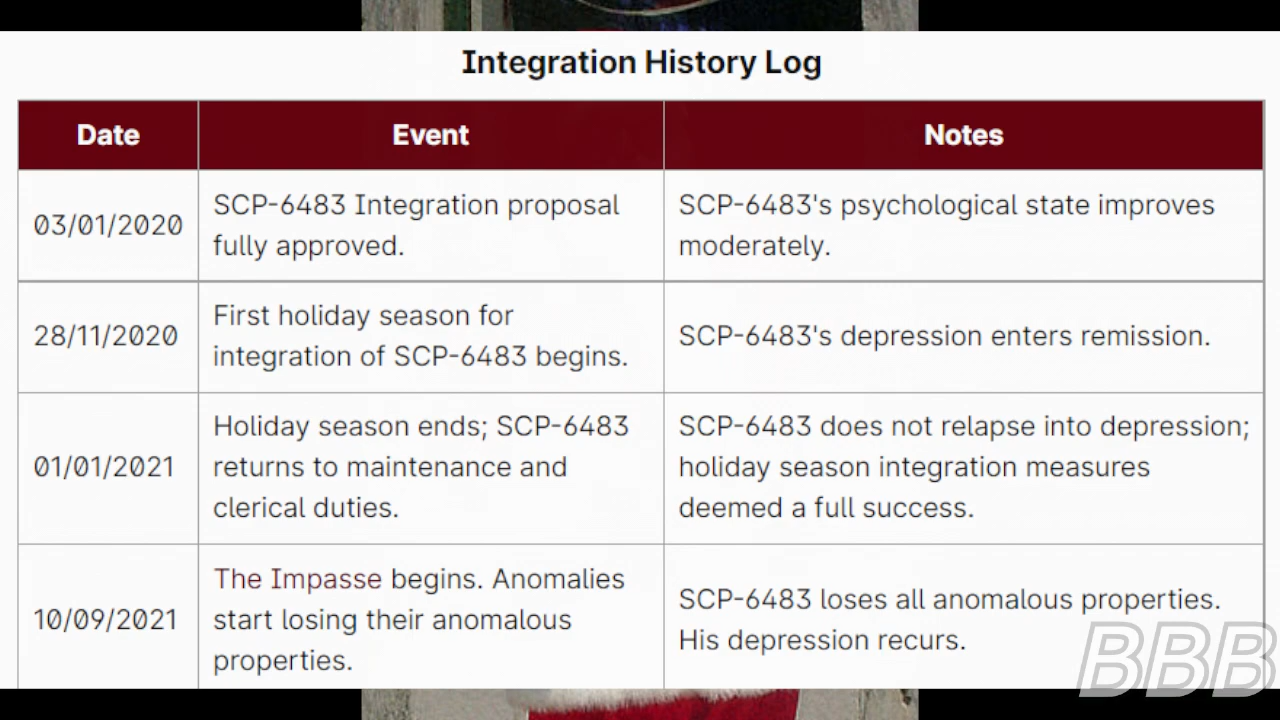 Integration History Log
Date Event Notes
03/01/2020
SCP-6483 Integration proposal
fully approved.
SCP-6483's psychological state improves
moderately.
28/11/2020
First holiday season for
integration of SCP-6483 begins.
SCP-6483's depression enters remission.
01/01/2021
Holiday season ends; SCP-6483
returns to maintenance and
clerical duties.
SCP-6483 does not relapse into depression;
holiday season integration measures
deemed a full success.
10/09/2021
The Impasse begins. Anomalies
start losing their anomalous
properties.
SCP-6483 loses all anomalous properties.
His depression recurs.
BBB